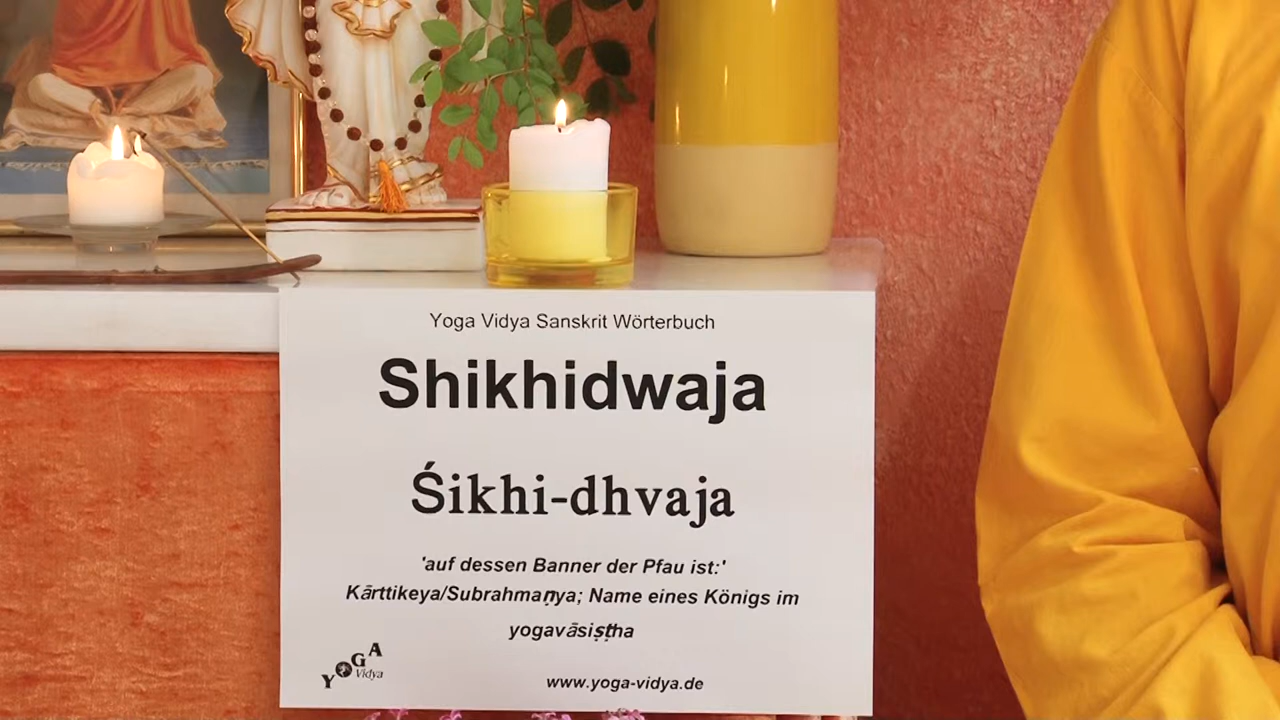 Yoga Vidya Sanskrit Wörterbuch
Shikhidwaja
Śikhi-dhvaja
'auf dessen Banner der Pfau ist:'
Kārttikeya/Subrahmaṇya; Name eines Königs im
yogavāsiṣṭha
YOGA
Vidya
www.yoga-vidya.de